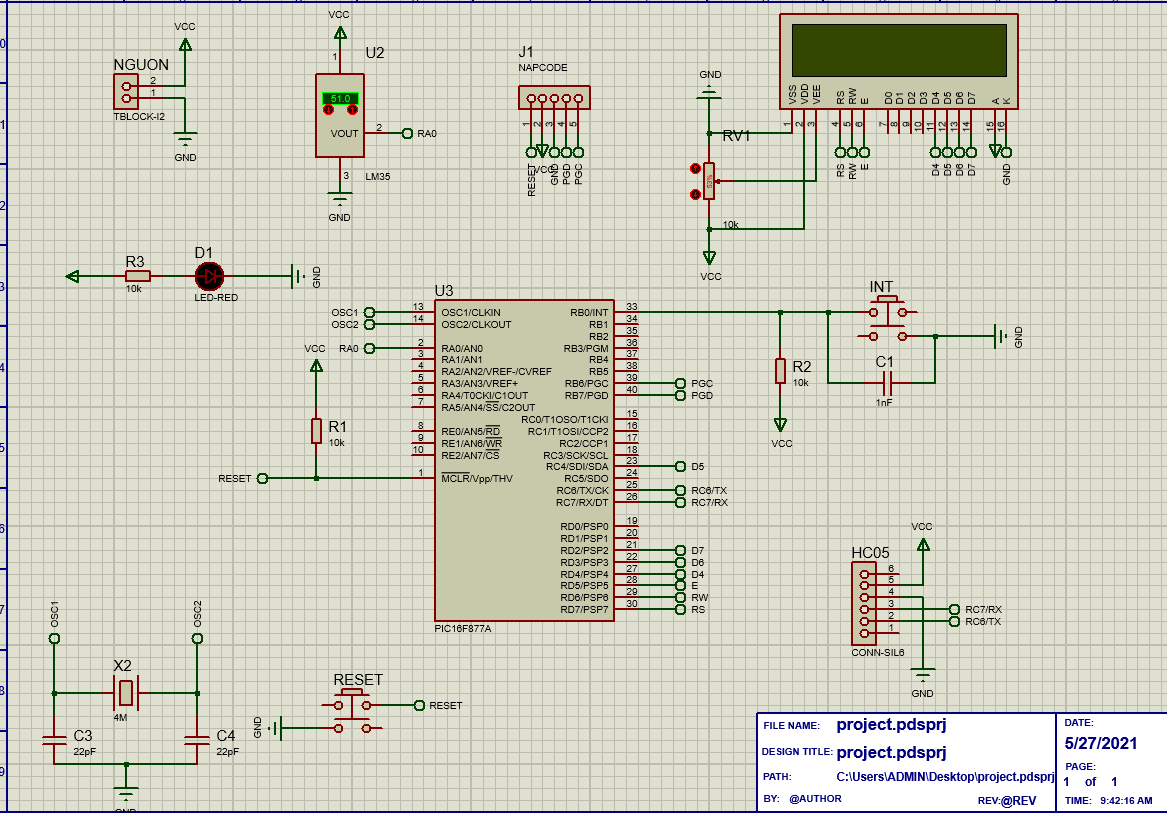 VCC
NGUON
2
1
TBLOCK-I2
GND
VCC
1
U2
51.0
VOUT
2
RA0
3
LM35
GND
J1
NAPCODE
1
2
3
4
5
RESET
VCC
GND
PGD
PGC
GND
RV1
53%
10k
VCC
VSS
VDD
VEE
RS
RW
E
D0
D1
D2
D3
D4
D5
D6
D7
A
K
1
2
3
4
5
6
7
8
9
10
11
12
13
14
15
16
RS
RW
E
D4
D5
D6
D7
GND
R3
10k
D1
LED-RED
GND
U3
OSC1
13
OSC1/CLKIN
OSC2
14
OSC2/CLKOUT
RA0
2
RA0/AN0
3
RA1/AN1
4
RA2/AN2/VREF-/CVREF
5
RA3/AN3/VREF+
6
RA4/T0CKI/C1OUT
7
RA5/AN4/SS/C2OUT
8
RE0/AN5/RD
9
RE1/AN6/WR
10
RE2/AN7/CS
RESET
1
MCLR/Vpp/THV
VCC
R1
10k
RB0/INT
33
RB1
34
RB2
35
RB3/PGM
36
RB4
37
RB5
38
RB6/PGC
39
PGC
RB7/PGD
40
PGD
RC0/T1OSO/T1CKI
15
RC1/T1OSI/CCP2
16
RC2/CCP1
17
RC3/SCK/SCL
18
RC4/SDI/SDA
23
D5
RC5/SDO
24
RC6/TX/CK
25
RC6/TX
RC7/RX/DT
26
RC7/RX
RD0/PSP0
19
RD1/PSP1
20
RD2/PSP2
21
D7
RD3/PSP3
22
D6
RD4/PSP4
27
D4
RD5/PSP5
28
E
RD6/PSP6
29
RW
RD7/PSP7
30
RS
PIC16F877A
INT
R2
10k
VCC
C1
1nF
GND
VCC
HC05
6
5
4
3
2
1
RC7/RX
RC6/TX
CONN-SIL6
GND
OSC1
OSC2
X2
4M
C3
22pF
C4
22pF
GND
RESET
GND
RESET
FILE NAME: project.pdsprj
DESIGN TITLE: project.pdsprj
PATH: C:\Users\ADMIN\Desktop\project.pdsprj
BY: @AUTHOR REV:@REV
DATE:
5/27/2021
PAGE:
1 of 1
TIME: 9:42:16 AM
0
1
2
3
4
5
6
7
8
9